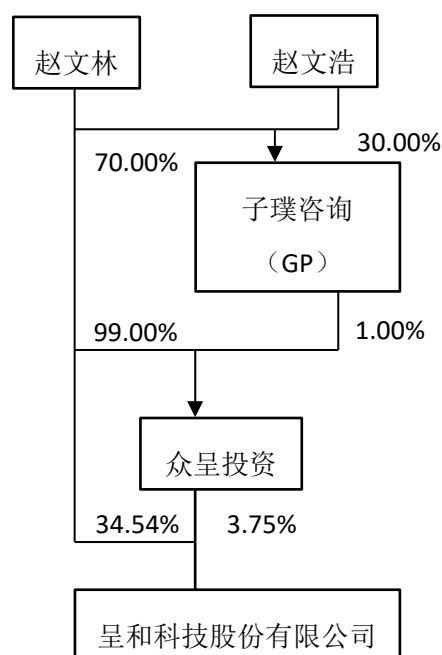 赵文林
赵文浩
70.00%
30.00%
子璞咨询
（GP）
99.00%
1.00%
众呈投资
34.54%
3.75%
呈和科技股份有限公司